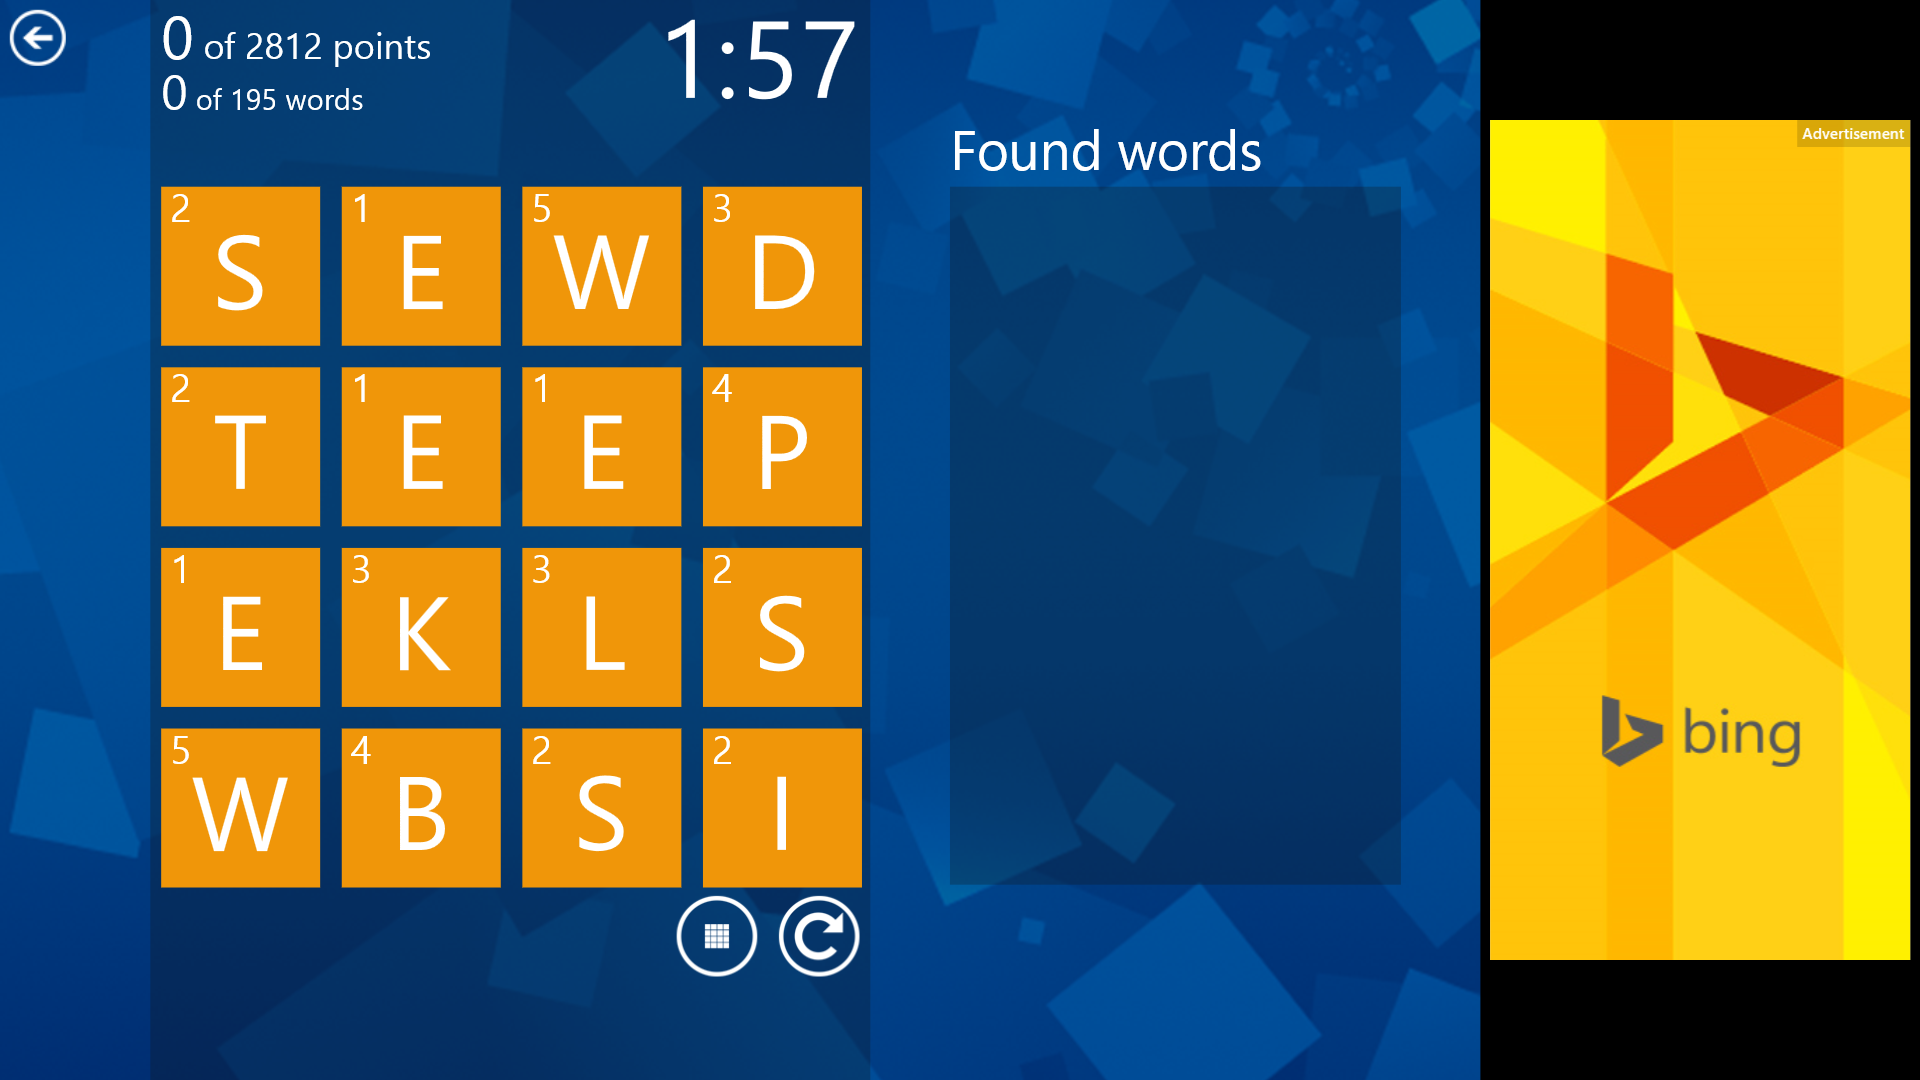 0 of 2812 points
0 of 195 words
1:57
Found words
Advertisement
2 S 1 E 5 W 3 D
2 T 1 E 1 E 4 P
1 E 3 K 3 L 2 S
5 W 4 B 2 S 2 I
bing